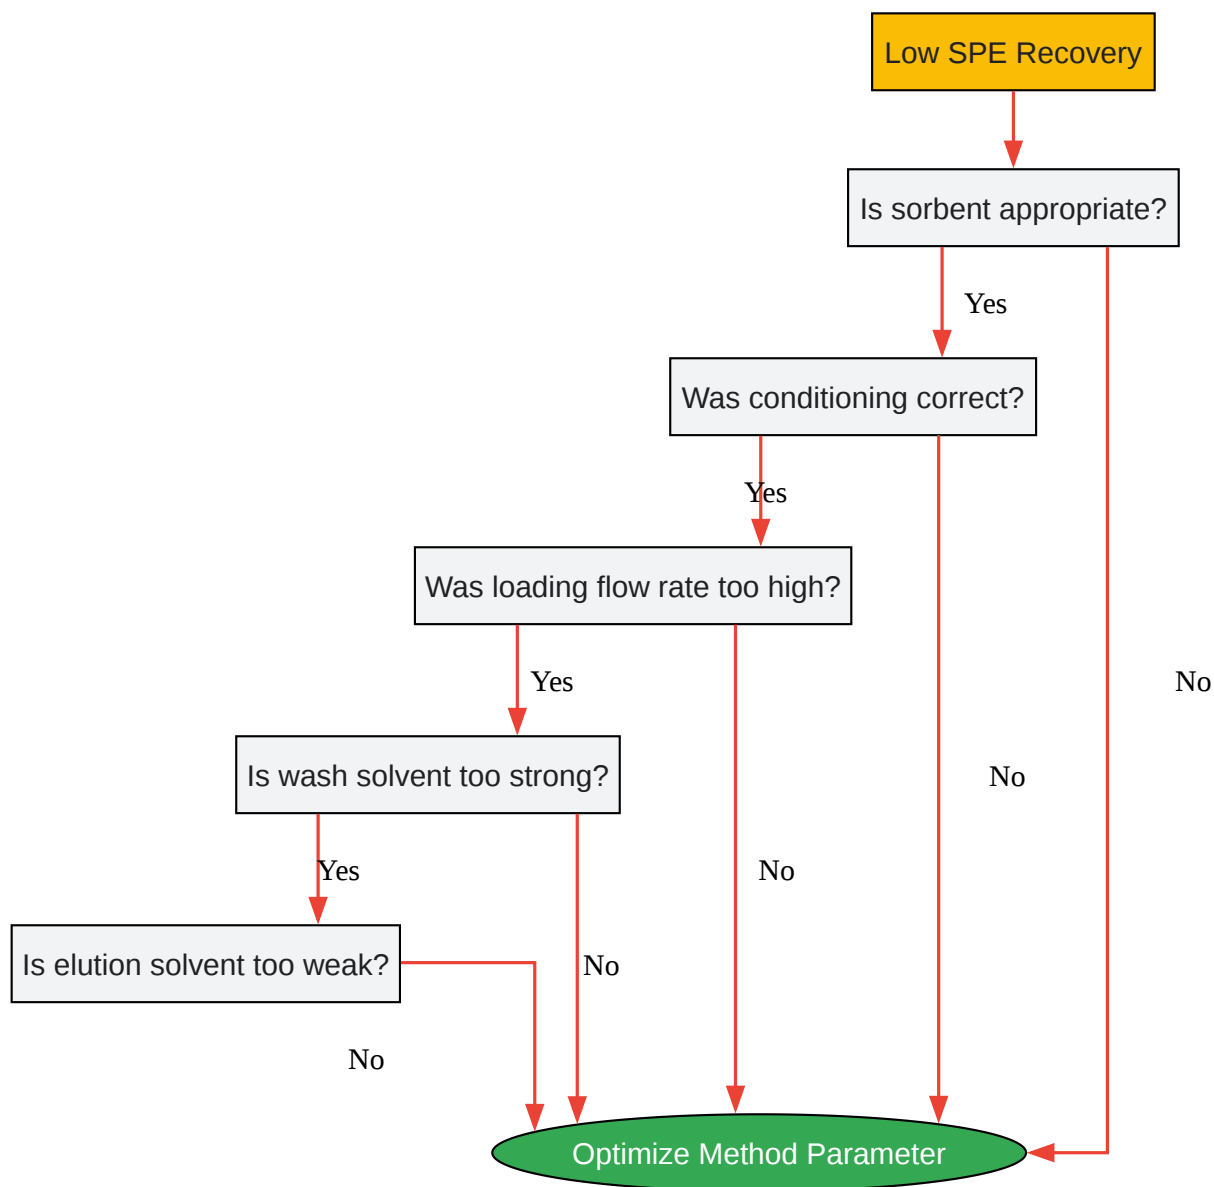 Low SPE Recovery
Is sorbent appropriate?
Yes
Was conditioning correct?
Yes
Was loading flow rate too high?
Yes
No
Is wash solvent too strong?
No
Yes
No
Is elution solvent too weak?
No
No
Optimize Method Parameter